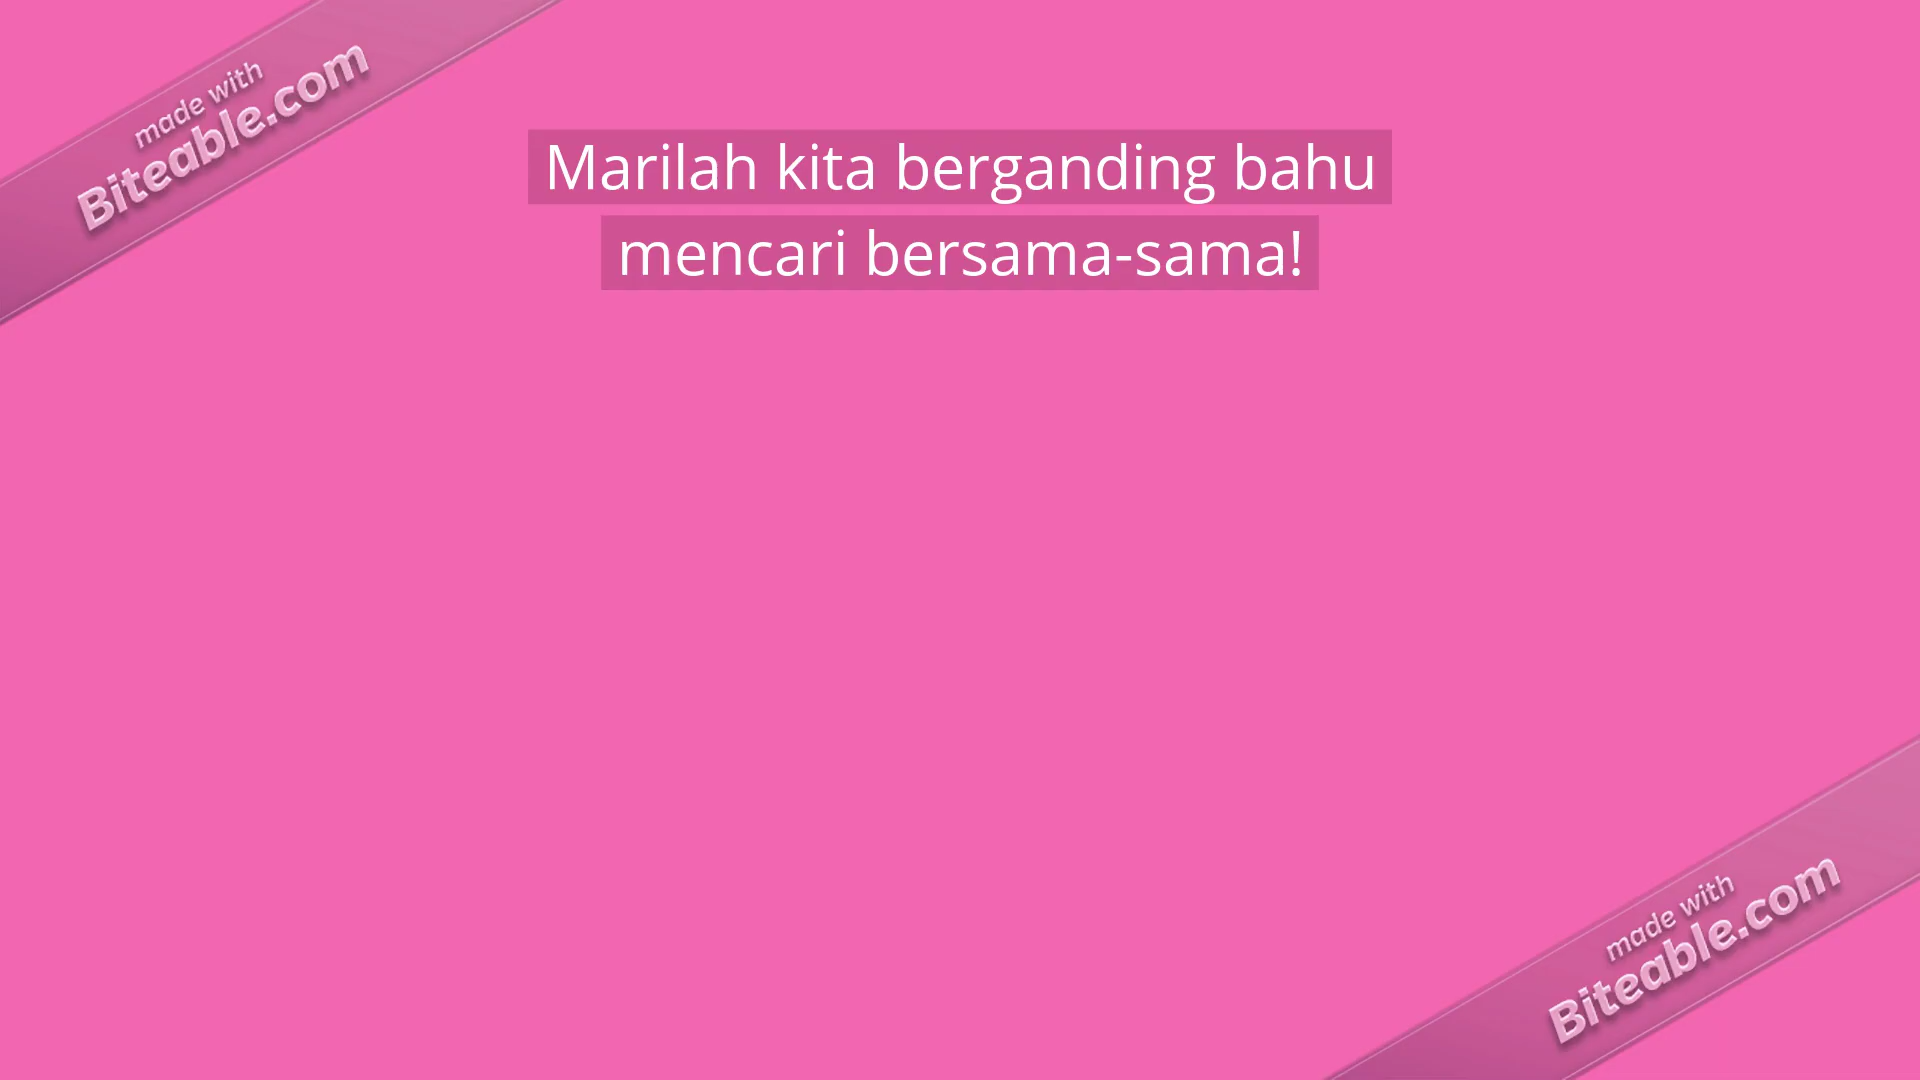 made with
Biteable.com
Marilah kita berganding bahu
mencari bersama-sama!
made with
Biteable.com